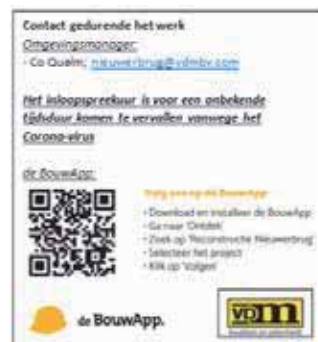 Contact gedurende het werk
Omgevingsmanager:
- Co Qualm, nieuwerbrug@vdmbv.com
Het inloopspreekuur is voor een onbekende
tijdsduur komen te vervallen vanwege het
Corona-virus
de BouwApp:
Volg ons op de BouwApp
- Download en installeer de BouwApp
- Ga naar 'Ontdek'
- Zoek op 'Reconstructie Nieuwerbrug'
- Selecteer het project
- Klik op 'Volgen'
de BouwApp.
vdm